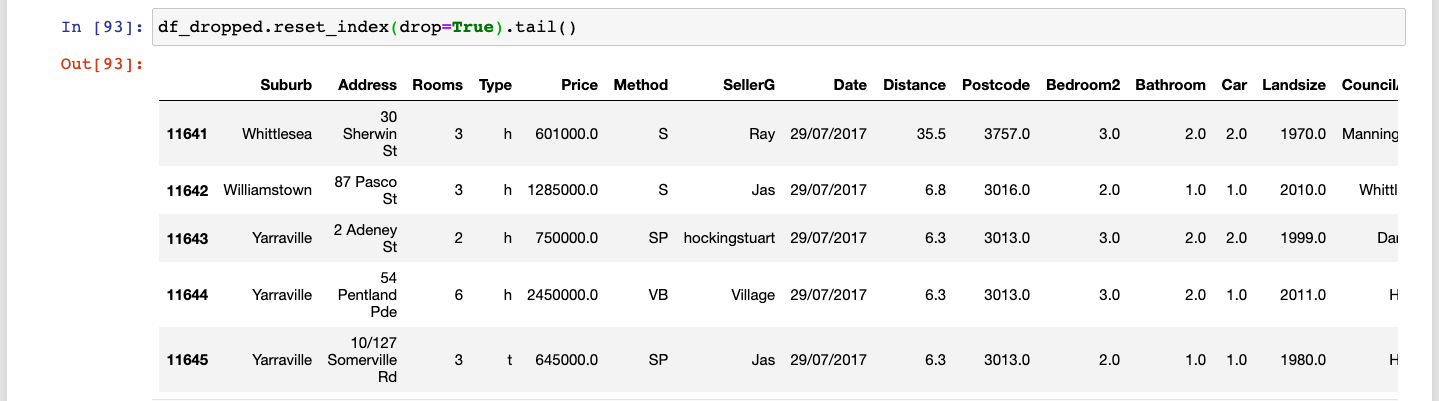 In [93]: df_dropped.reset_index(drop=True).tail()
Out[93]:
Suburb Address Rooms Type Price Method SellerG Date Distance Postcode Bedroom2 Bathroom Car Landsize Council
11641 Whittlesea 30 Sherwin St 3 h 601000.0 S Ray 29/07/2017 35.5 3757.0 3.0 2.0 2.0 1970.0 Manning
11642 Williamstown 87 Pasco St 3 h 1285000.0 S Jas 29/07/2017 6.8 3016.0 2.0 1.0 1.0 2010.0 Whittl
11643 Yarraville 2 Adeney St 2 h 750000.0 SP hockingstuart 29/07/2017 6.3 3013.0 3.0 2.0 2.0 1999.0 Da
11644 Yarraville 54 Pentland Pde 6 h 2450000.0 VB Village 29/07/2017 6.3 3013.0 3.0 2.0 1.0 2011.0 H
11645 Yarraville 10/127 Somerville Rd 3 t 645000.0 SP Jas 29/07/2017 6.3 3013.0 2.0 1.0 1.0 1980.0 H